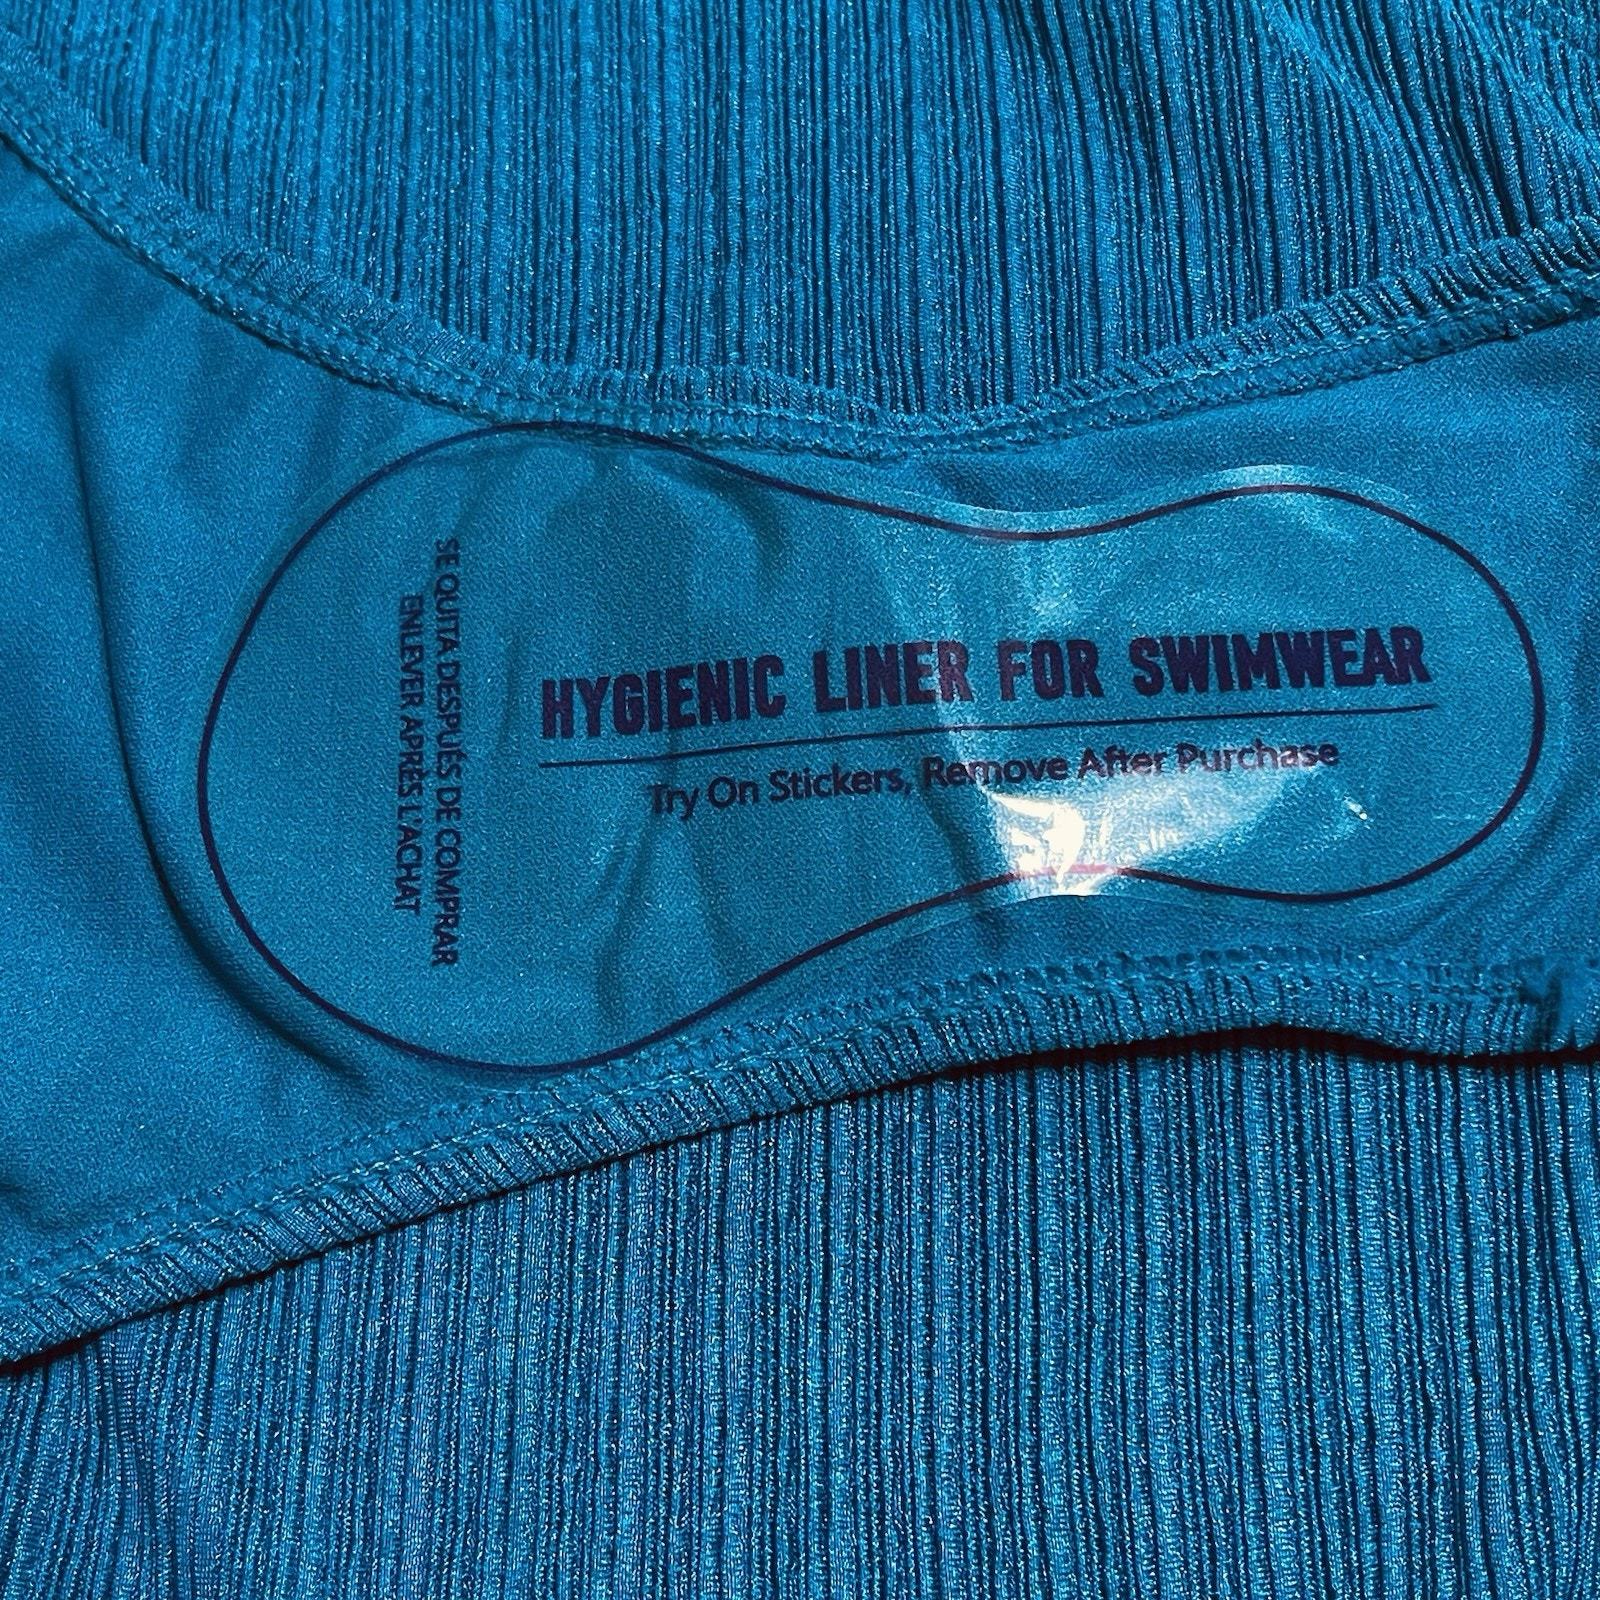 HYGIENIC LINER FOR SWIMWEAR
Try On Stickers, Remove After Purchase
SE QUITA DESPUÉS DE COMPRAR
ENLEVER APRÈS L'ACHAT